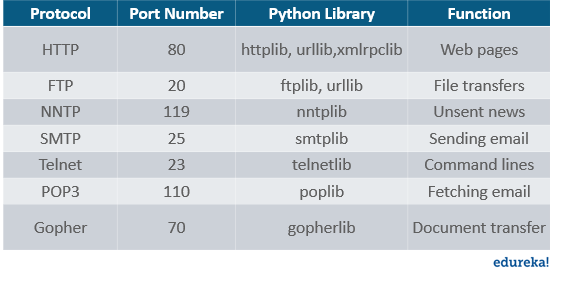 Protocol Port Number Python Library Function
HTTP 80 httplib, urllib,xmlrpclib Web pages
FTP 20 ftplib, urllib File transfers
NNTP 119 nntplib Unsent news
SMTP 25 smtplib Sending email
Telnet 23 telnetlib Command lines
POP3 110 poplib Fetching email
Gopher 70 gopherlib Document transfer
edureka!